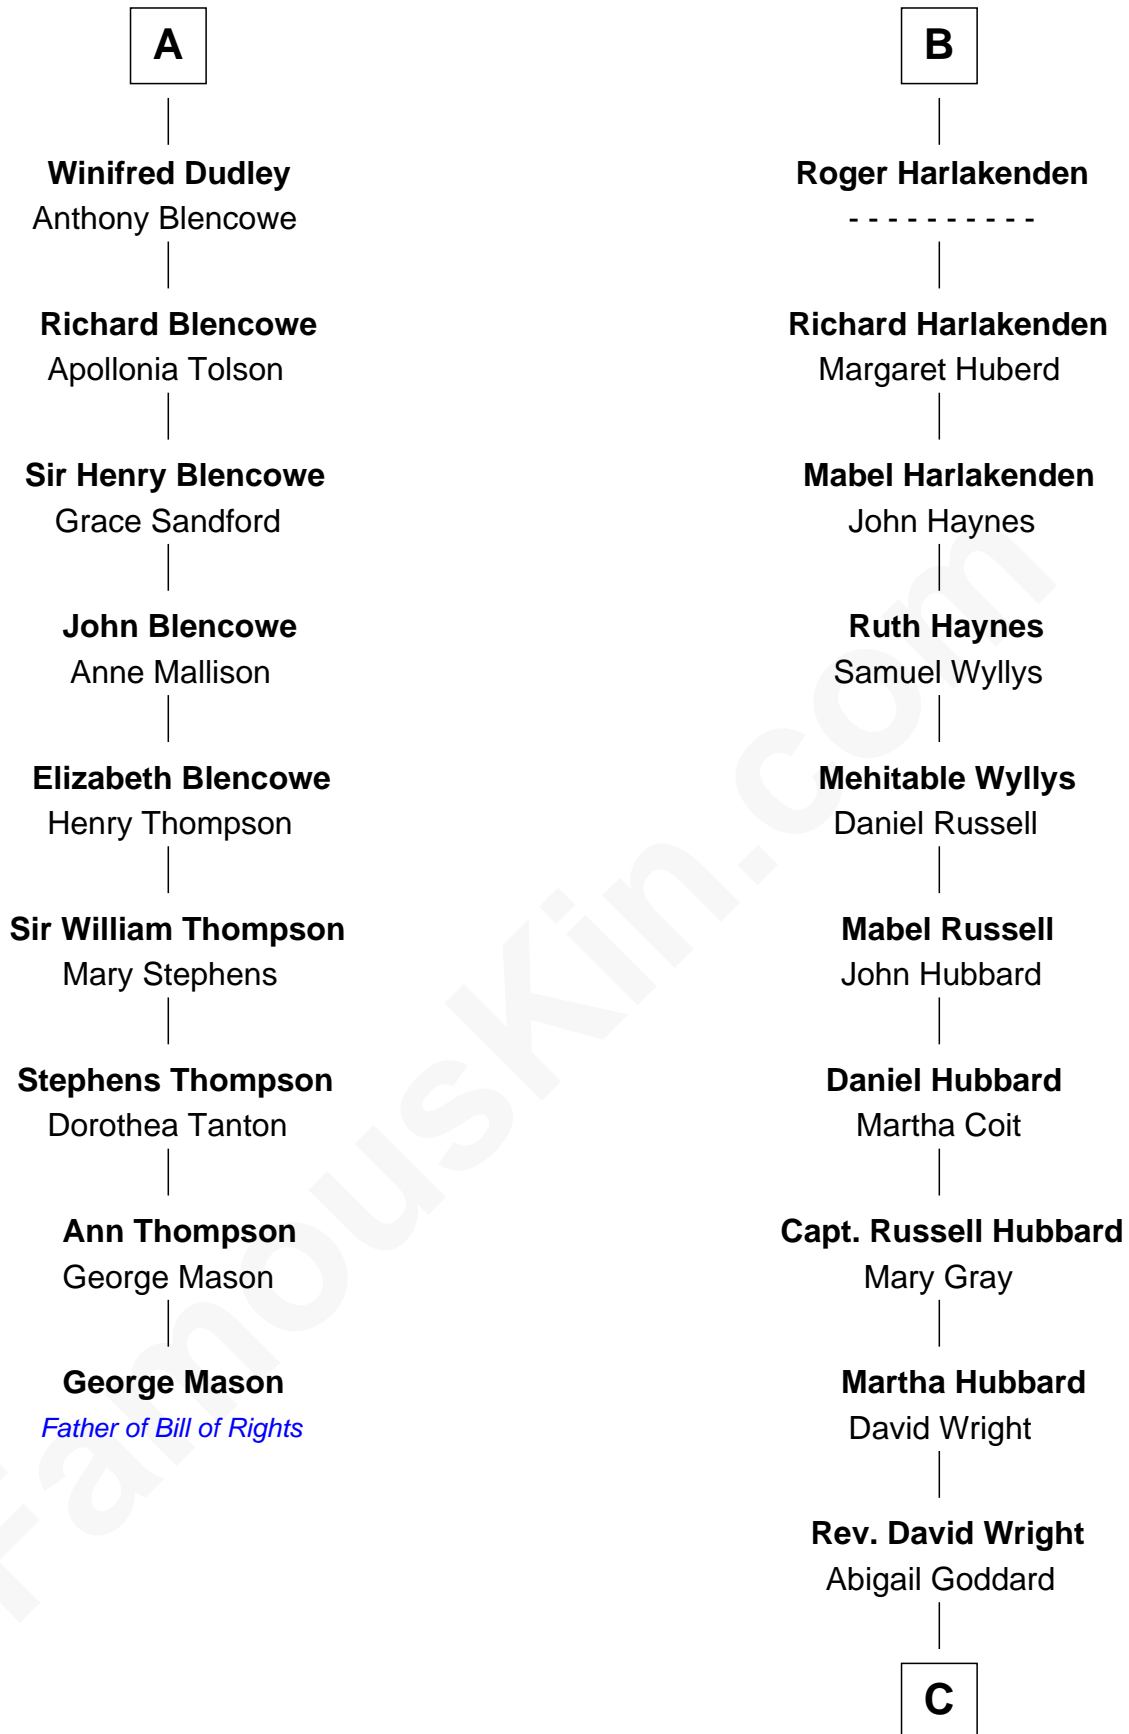 A
Winifred Dudley
Anthony Blencowe
Richard Blencowe
Apollonia Tolson
Sir Henry Blencowe
Grace Sandford
John Blencowe
Anne Mallison
Elizabeth Blencowe
Henry Thompson
Sir William Thompson
Mary Stephens
Stephens Thompson
Dorothea Tanton
Ann Thompson
George Mason
George Mason
Father of Bill of Rights
B
Roger Harlakenden
- - - - - - - - - -
Richard Harlakenden
Margaret Huberd
Mabel Harlakenden
John Haynes
Ruth Haynes
Samuel Wyllys
Mehitable Wyllys
Daniel Russell
Mabel Russell
John Hubbard
Daniel Hubbard
Martha Coit
Capt. Russell Hubbard
Mary Gray
Martha Hubbard
David Wright
Rev. David Wright
Abigail Goddard
C
FamousKin.com